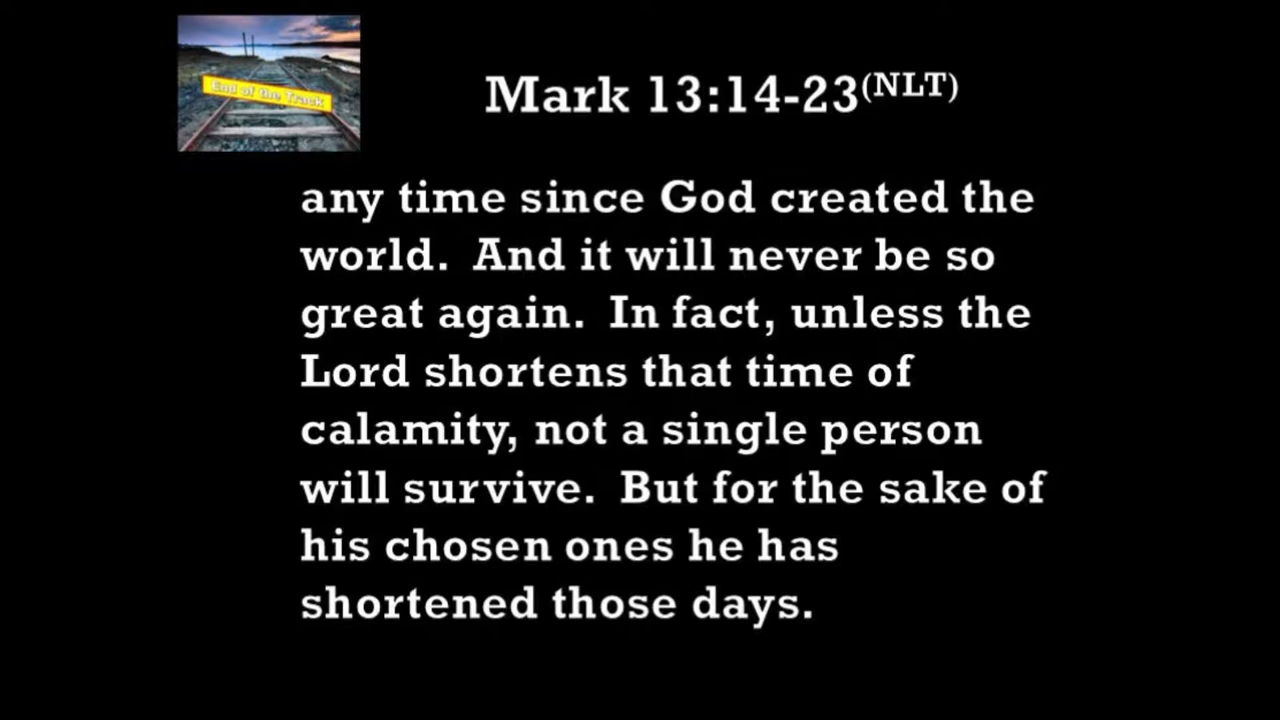 End of the Track
Mark 13:14-23(NLT)
any time since God created the
world. And it will never be so
great again. In fact, unless the
Lord shortens that time of
calamity, not a single person
will survive. But for the sake of
his chosen ones he has
shortened those days.